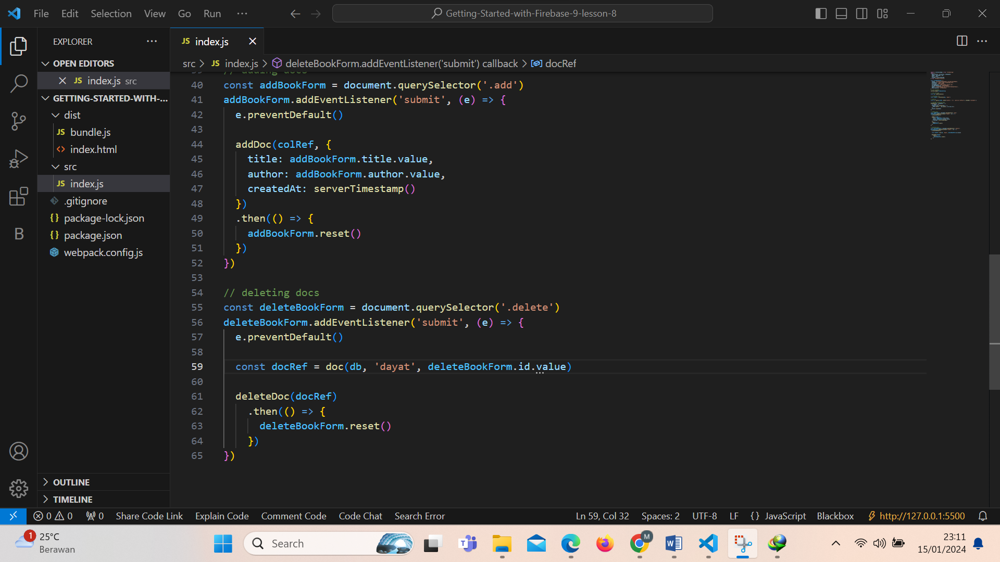 File Edit Selection View Go Run ···
Getting-Started-with-Firebase-9-lesson-8
EXPLORER
OPEN EDITORS
JS index.js src
GETTING-STARTED-WITH-...
dist
JS bundle.js
<> index.html
src
JS index.js
.gitignore
{} package-lock.json
{} package.json
webpack.config.js
OUTLINE
TIMELINE
B
JS index.js
src > JS index.js > deleteBookForm.addEventListener('submit') callback > docRef
39 // adding docs
40 const addBookForm = document.querySelector('.add')
41 addBookForm.addEventListener('submit', (e) => {
42 e.preventDefault()
43
44 addDoc(colRef, {
45 title: addBookForm.title.value,
46 author: addBookForm.author.value,
47 createdAt: serverTimestamp()
48 })
49 .then(() => {
50 addBookForm.reset()
51 })
52 })
53
54 // deleting docs
55 const deleteBookForm = document.querySelector('.delete')
56 deleteBookForm.addEventListener('submit', (e) => {
57 e.preventDefault()
58
59 const docRef = doc(db, 'dayat', deleteBookForm.id.value)
60
61 deleteDoc(docRef)
62 .then(() => {
63 deleteBookForm.reset()
64 })
65 })
0 0 0 Share Code Link Explain Code Comment Code Code Chat Search Error Ln 59, Col 32 Spaces: 2 UTF-8 LF {} JavaScript Blackbox http://127.0.0.1:5500
1 25°C
Berawan
Search
T
M
W
23:11
15/01/2024